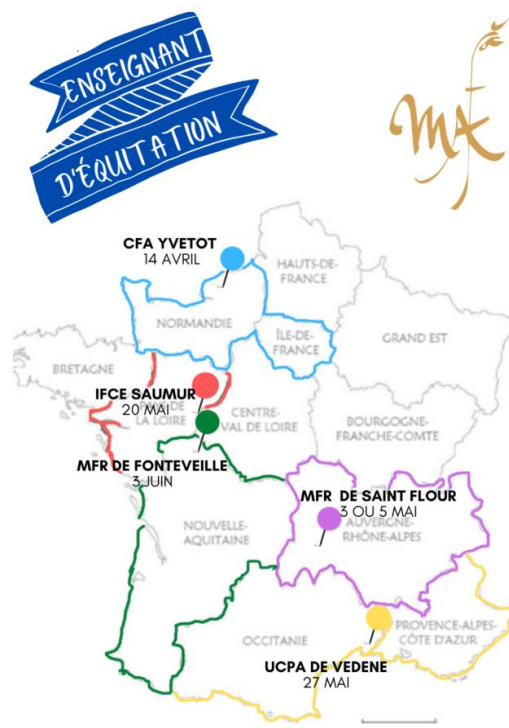 ENSEIGNANT
D'ÉQUITATION
MAF
CFA YVETOT
14 AVRIL
HAUTS-DE-
FRANCE
NORMANDIE
ÎLE-DE-
FRANCE
GRAND EST
BRETAGNE
IFCE SAUMUR
20 MAI
DE
LA LOIRE
CENTRE-
VAL DE LOIRE
BOURGOGNE-
FRANCHE-COMTE
MFR DE FONTEVEILLE
3 JUIN
MFR DE SAINT FLOUR
3 OU 5 MAI
AUVERGNE-
RHÔNE-ALPES
NOUVELLE-
AQUITAINE
PROVENCE-ALPES-
CÔTE D'AZUR
OCCITANIE
UCPA DE VEDENE
27 MAI